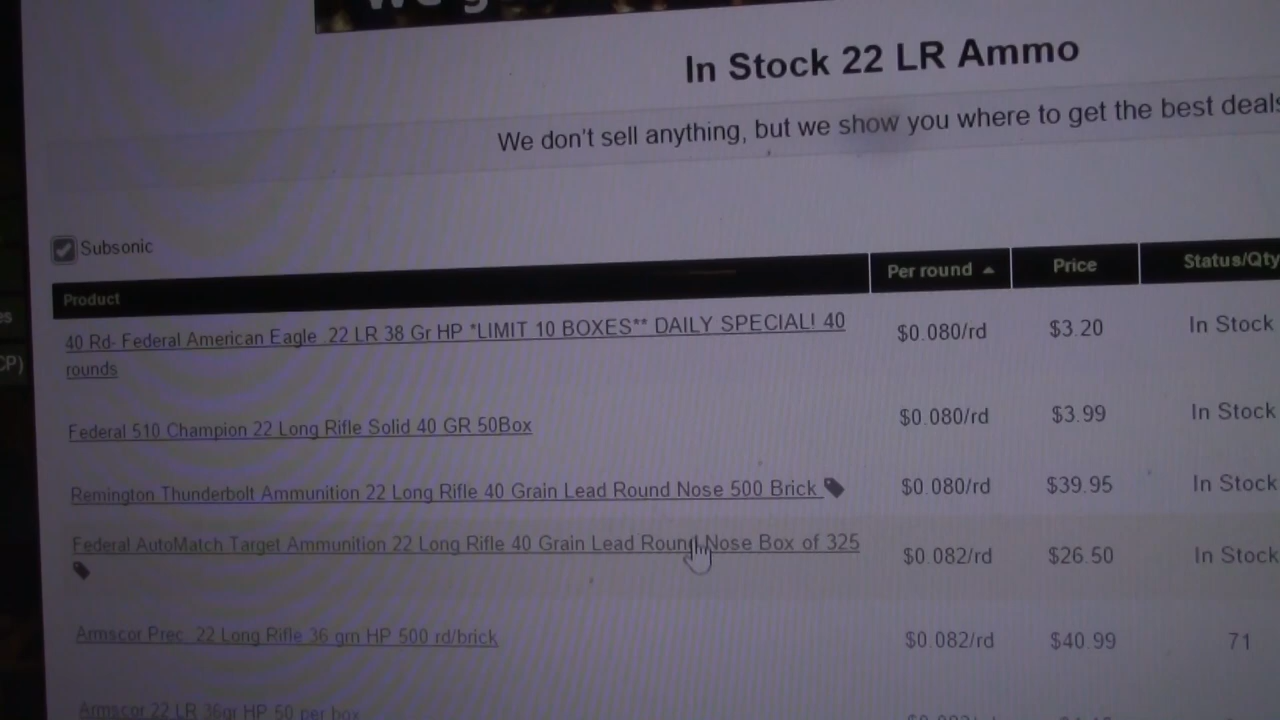 In Stock 22 LR Ammo
We don't sell anything, but we show you where to get the best deals
Subsonic
Product Per round Price Status/Qty
40 Rd- Federal American Eagle .22 LR 38 Gr HP *LIMIT 10 BOXES** DAILY SPECIAL! 40 $0.080/rd $3.20 In Stock
rounds
CP)
Federal 510 Champion 22 Long Rifle Solid 40 GR 50Box $0.080/rd $3.99 In Stock
Remington Thunderbolt Ammunition 22 Long Rifle 40 Grain Lead Round Nose 500 Brick $0.080/rd $39.95 In Stock
Federal AutoMatch Target Ammunition 22 Long Rifle 40 Grain Lead Round Nose Box of 325 $0.082/rd $26.50 In Stock
Armscor Prec. 22 Long Rifle 36 grn HP 500 rd/brick $0.082/rd $40.99 71
Armscor 22 LR 36gr HP 50 per box